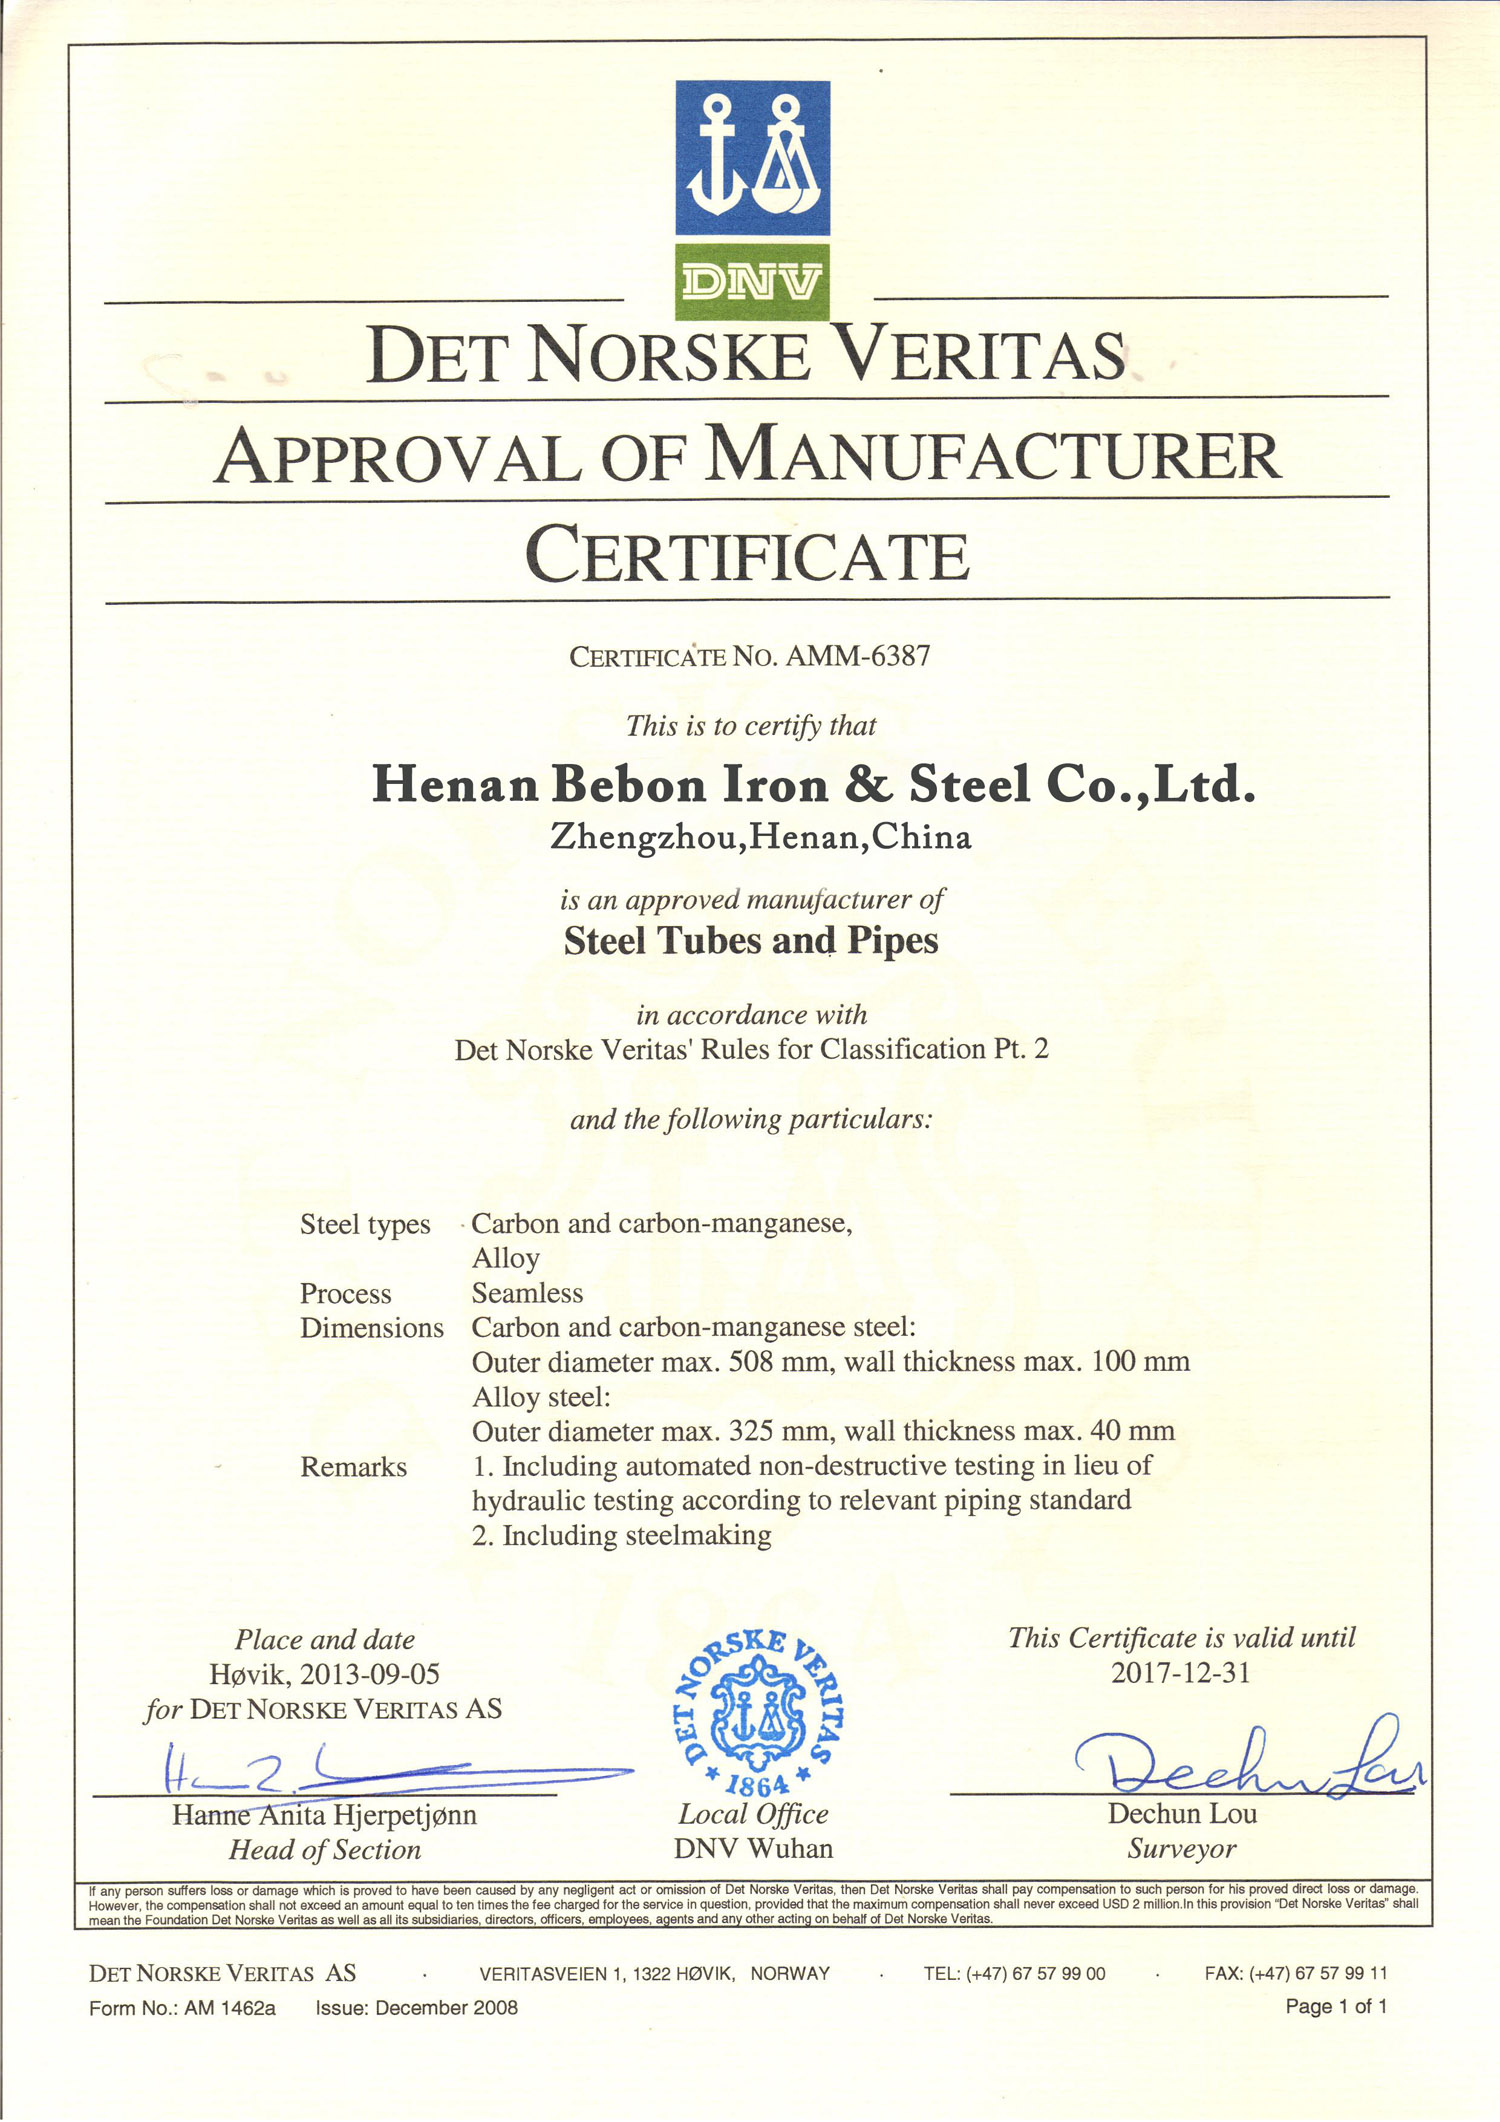 DNV
DET NORSKE VERITAS
APPROVAL OF MANUFACTURER
CERTIFICATE
CERTIFICATE NO. AMM-6387
This is to certify that
Henan Bebon Iron & Steel Co.,Ltd.
Zhengzhou,Henan,China
is an approved manufacturer of
Steel Tubes and Pipes
in accordance with
Det Norske Veritas' Rules for Classification Pt. 2
and the following particulars:
Steel types Carbon and carbon-manganese,
Alloy
Process Seamless
Dimensions Carbon and carbon-manganese steel:
Outer diameter max. 508 mm, wall thickness max. 100 mm
Alloy steel:
Outer diameter max. 325 mm, wall thickness max. 40 mm
Remarks 1. Including automated non-destructive testing in lieu of
hydraulic testing according to relevant piping standard
2. Including steelmaking
Place and date
Høvik, 2013-09-05
for DET NORSKE VERITAS AS
Hanne Anita Hjerpetjønn
Head of Section
DET NORSKE VERITAS
1864
Local Office
DNV Wuhan
This Certificate is valid until
2017-12-31
Dechun Lou
Dechun Lou
Surveyor
If any person suffers loss or damage which is proved to have been caused by any negligent act or omission of Det Norske Veritas, then Det Norske Veritas shall pay compensation to such person for his proved direct loss or damage.
However, the compensation shall not exceed an amount equal to ten times the fee charged for the service in question, provided that the maximum compensation shall never exceed USD 2 million.In this provision "Det Norske Veritas" shall
mean the Foundation Det Norske Veritas as well as all its subsidiaries, directors, officers, employees, agents and any other acting on behalf of Det Norske Veritas.
DET NORSKE VERITAS AS · VERITASVEIEN 1, 1322 HØVIK, NORWAY · TEL: (+47) 67 57 99 00 · FAX: (+47) 67 57 99 11
Form No.: AM 1462a Issue: December 2008 Page 1 of 1